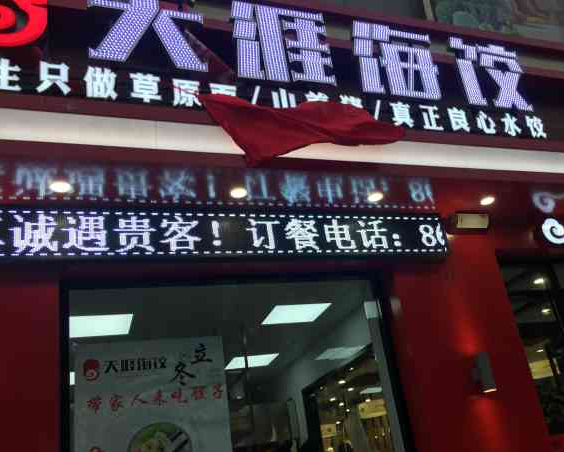 天涯海饺
生只做草原面/山羊/真正良心水饺
诚遇贵客！订餐电话：86
天涯海饺
立冬
带家人来吃饺子